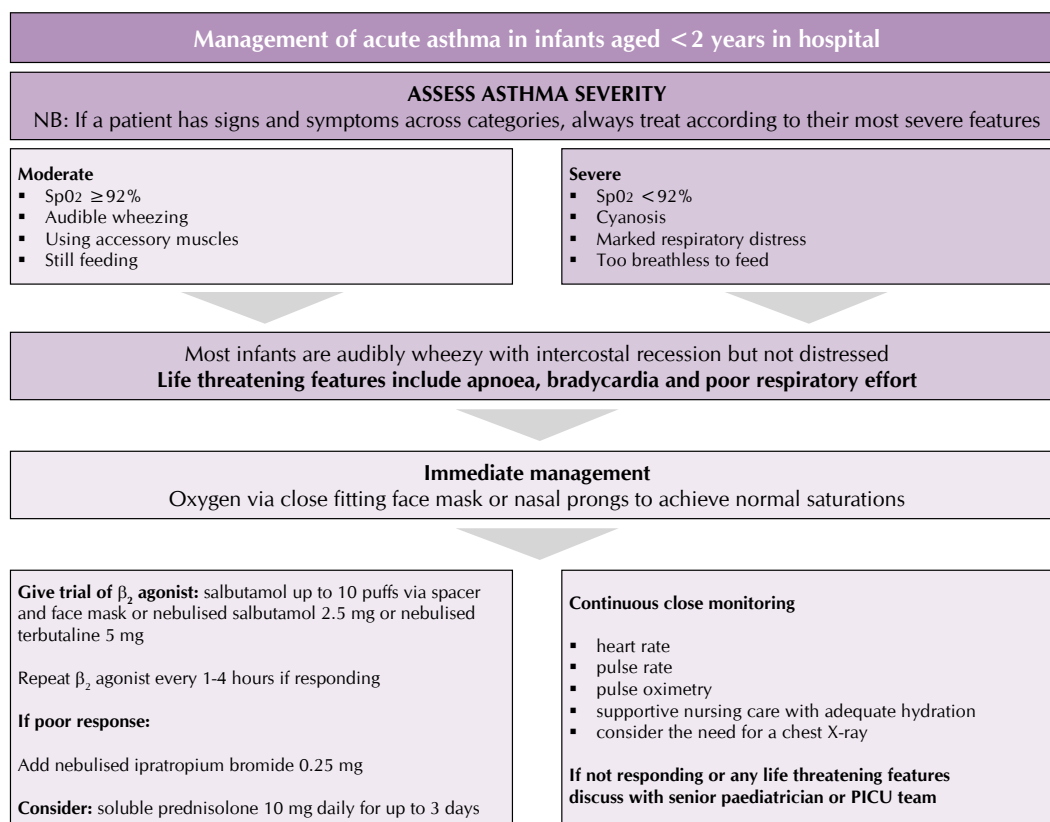 Management of acute asthma in infants aged <2 years in hospital
ASSESS ASTHMA SEVERITY
NB: If a patient has signs and symptoms across categories, always treat according to their most severe features
Moderate
▪ Sp02 ≥92%
▪ Audible wheezing
▪ Using accessory muscles
▪ Still feeding
Severe
▪ Sp02 <92%
▪ Cyanosis
▪ Marked respiratory distress
▪ Too breathless to feed
Most infants are audibly wheezy with intercostal recession but not distressed
Life threatening features include apnoea, bradycardia and poor respiratory effort
Immediate management
Oxygen via close fitting face mask or nasal prongs to achieve normal saturations
Give trial of β2 agonist: salbutamol up to 10 puffs via spacer
and face mask or nebulised salbutamol 2.5 mg or nebulised
terbutaline 5 mg
Repeat β2 agonist every 1-4 hours if responding
If poor response:
Add nebulised ipratropium bromide 0.25 mg
Consider: soluble prednisolone 10 mg daily for up to 3 days
Continuous close monitoring
▪ heart rate
▪ pulse rate
▪ pulse oximetry
▪ supportive nursing care with adequate hydration
▪ consider the need for a chest X-ray
If not responding or any life threatening features
discuss with senior paediatrician or PICU team